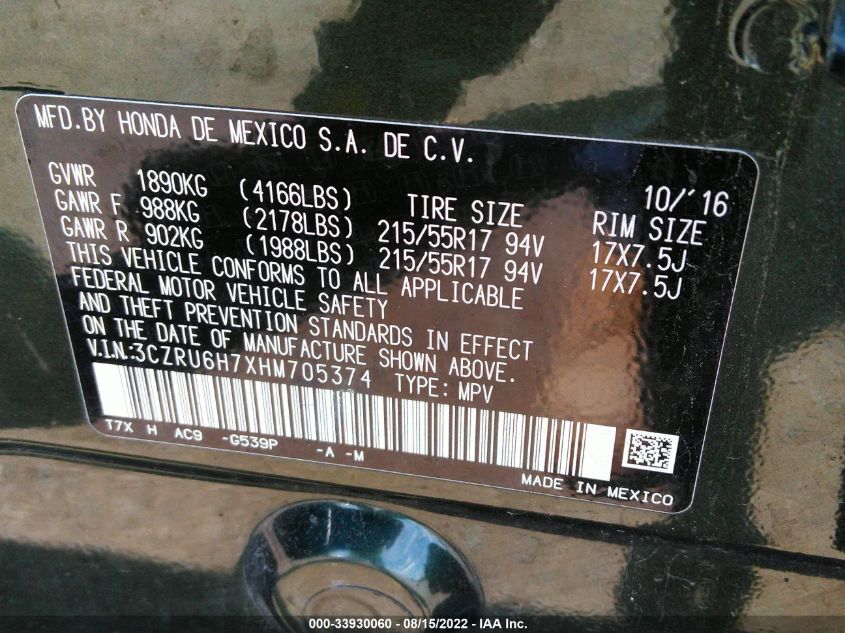 MFD.BY HONDA DE MEXICO S.A. DE C.V.
10/'16
GVWR 1890KG (4166LBS) TIRE SIZE RIM SIZE
GAWR F 988KG (2178LBS) 215/55R17 94V 17X7.5J
GAWR R 902KG (1988LBS) 215/55R17 94V 17X7.5J
THIS VEHICLE CONFORMS TO ALL APPLICABLE
FEDERAL MOTOR VEHICLE SAFETY
AND THEFT PREVENTION STANDARDS IN EFFECT
ON THE DATE OF MANUFACTURE SHOWN ABOVE.
V.I.N:3CZRU6H7XHM705374 TYPE: MPV
T7X H AC9 -G539P -A -M
MADE IN MEXICO
000-33930060 - 08/15/2022 - IAA Inc.